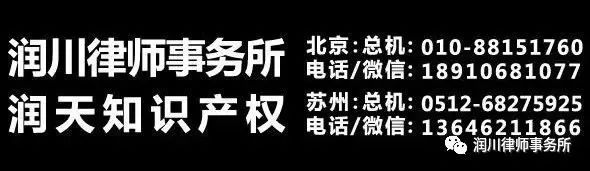 润川律师事务所
润天知识产权
北京:总机:010-88151760
电话/微信:18910681077
苏州:总机:0512-68275925
电话/微信:13646211866
润川律师事务所